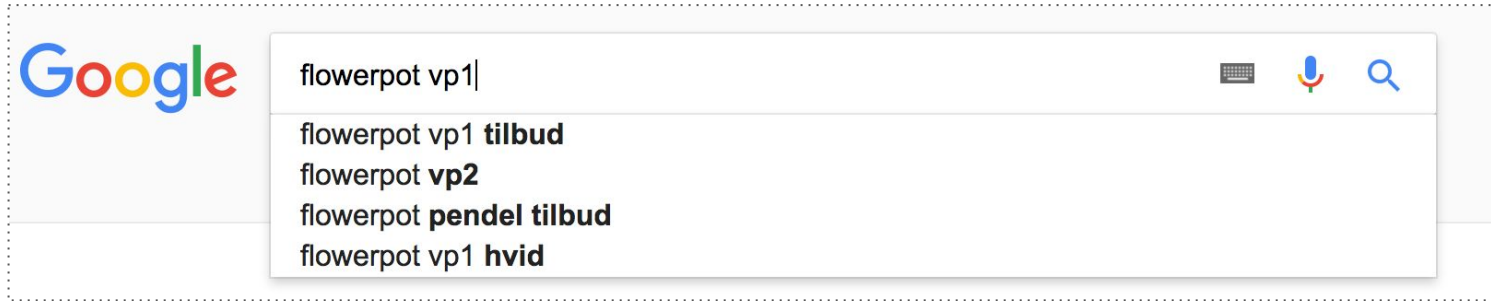 Google
flowerpot vp1
flowerpot vp1 tilbud
flowerpot vp2
flowerpot pendel tilbud
flowerpot vp1 hvid